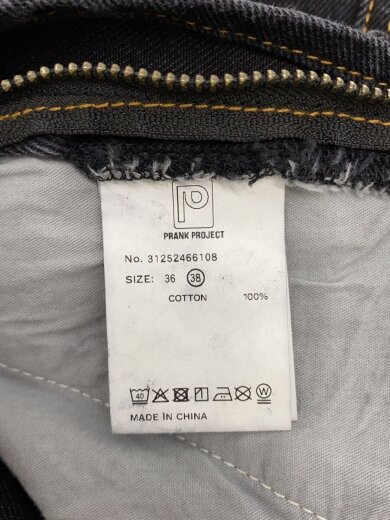 P
PRANK PROJECT
No. 31252466108
SIZE: 36 38
COTTON 100%
40 W
MADE IN CHINA